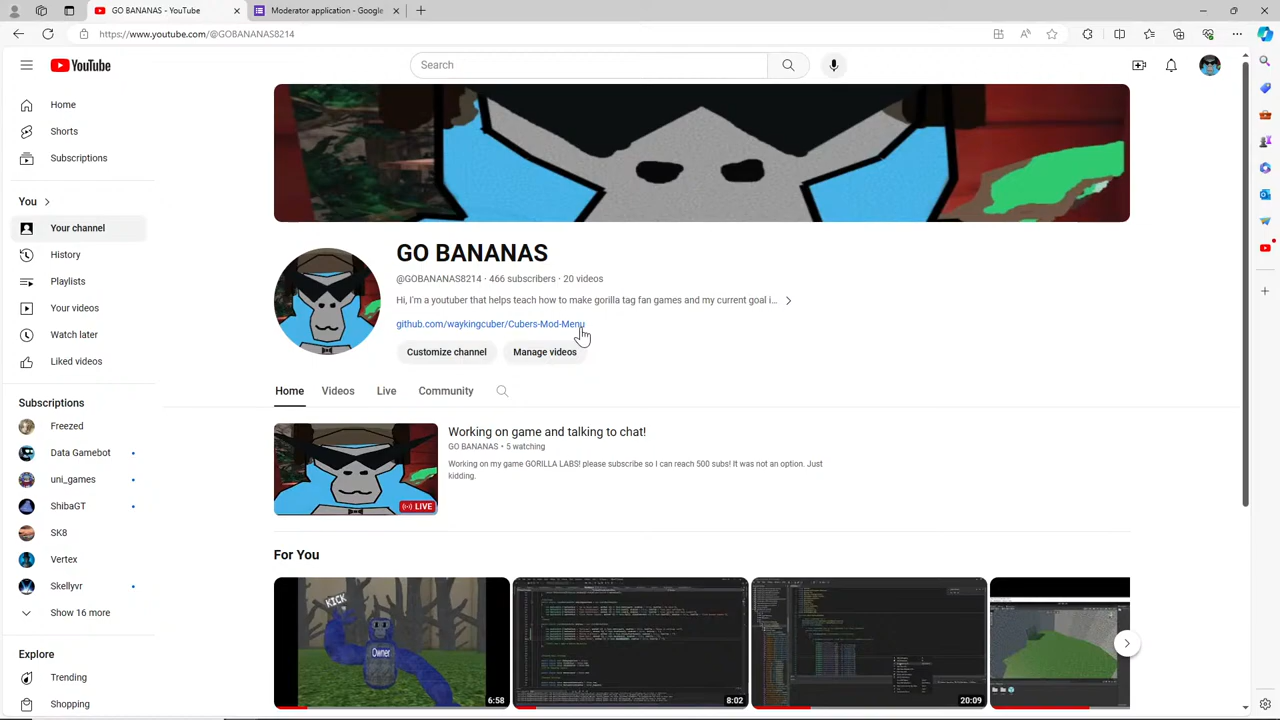 GO BANANAS - YouTube
Moderator application - Google
https://www.youtube.com/@GOBANANAS8214
YouTube
Search
Home
Shorts
Subscriptions
You
Your channel
History
Playlists
Your videos
Watch later
Liked videos
Subscriptions
Freezed
Data Gamebot
uni_games
ShibaGT
SK8
Vertex
Skellyvr
Explore
GO BANANAS
@GOBANANAS8214 · 466 subscribers · 20 videos
Hi, I'm a youtuber that helps teach how to make gorilla tag fan games and my current goal i...
github.com/waykingcuber/Cubers-Mod-Menu
Customize channel
Manage videos
Home
Videos
Live
Community
LIVE
Working on game and talking to chat!
GO BANANAS • 5 watching
Working on my game GORILLA LABS! please subscribe so I can reach 500 subs! It was not an option. Just
kidding.
For You
Owner
6:58
8:02
20:09